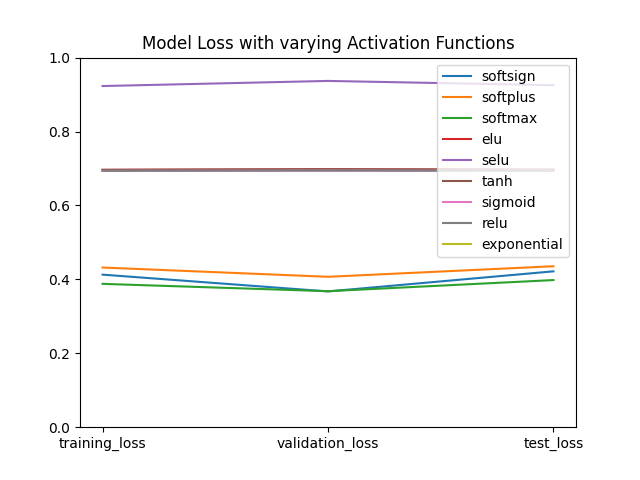 Model Loss with varying Activation Functions
1.0
0.8
0.6
0.4
0.2
0.0
softsign
softplus
softmax
elu
selu
tanh
sigmoid
relu
exponential
training_loss
validation_loss
test_loss